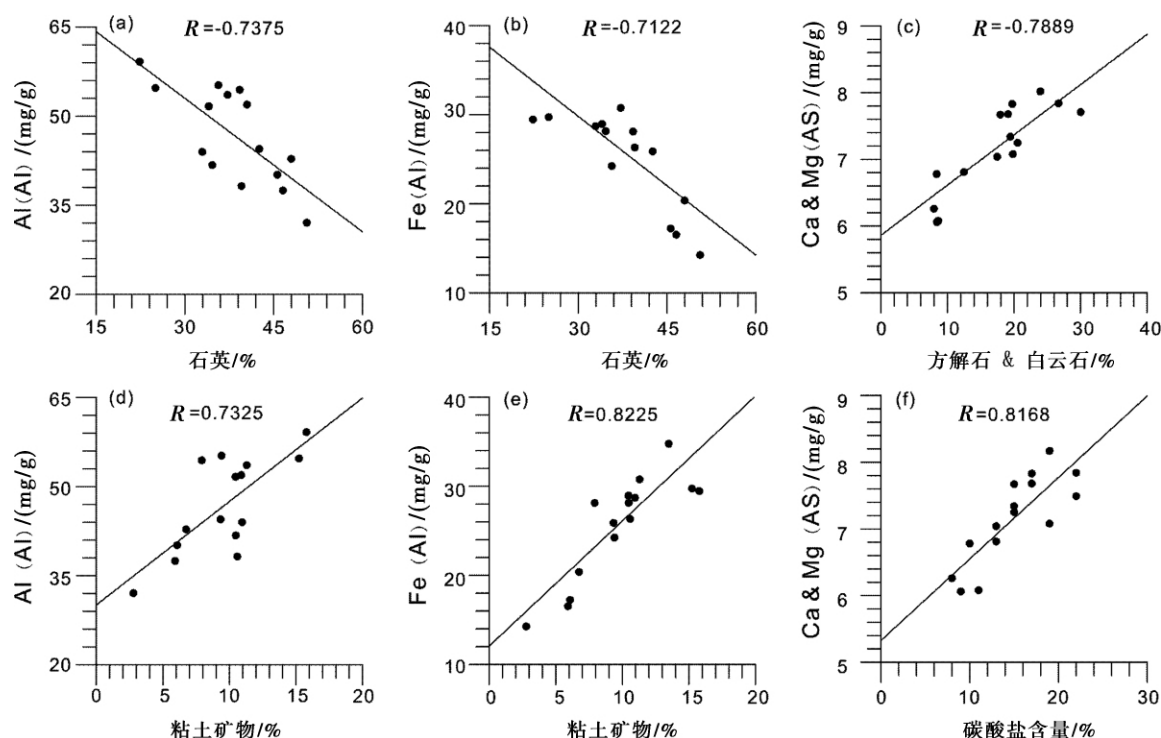 (a)
R=-0.7375
Al(Al)/(mg/g)
65
50
35
20
15
30
45
60
石英/%
(b)
R=-0.7122
Fe(Al)/(mg/g)
40
30
20
10
15
30
45
60
石英/%
(c)
R=-0.7889
Ca & Mg(AS)/(mg/g)
9
8
7
6
5
0
10
20
30
40
方解石 & 白云石/%
(d)
R=0.7325
Al (Al)/(mg/g)
65
50
35
20
0
5
10
15
20
粘土矿物/%
(e)
R=0.8225
Fe (Al)/(mg/g)
40
30
20
10
0
5
10
15
20
粘土矿物/%
(f)
R=0.8168
Ca & Mg (AS)/(mg/g)
9
8
7
6
5
0
10
20
30
碳酸盐含量/%